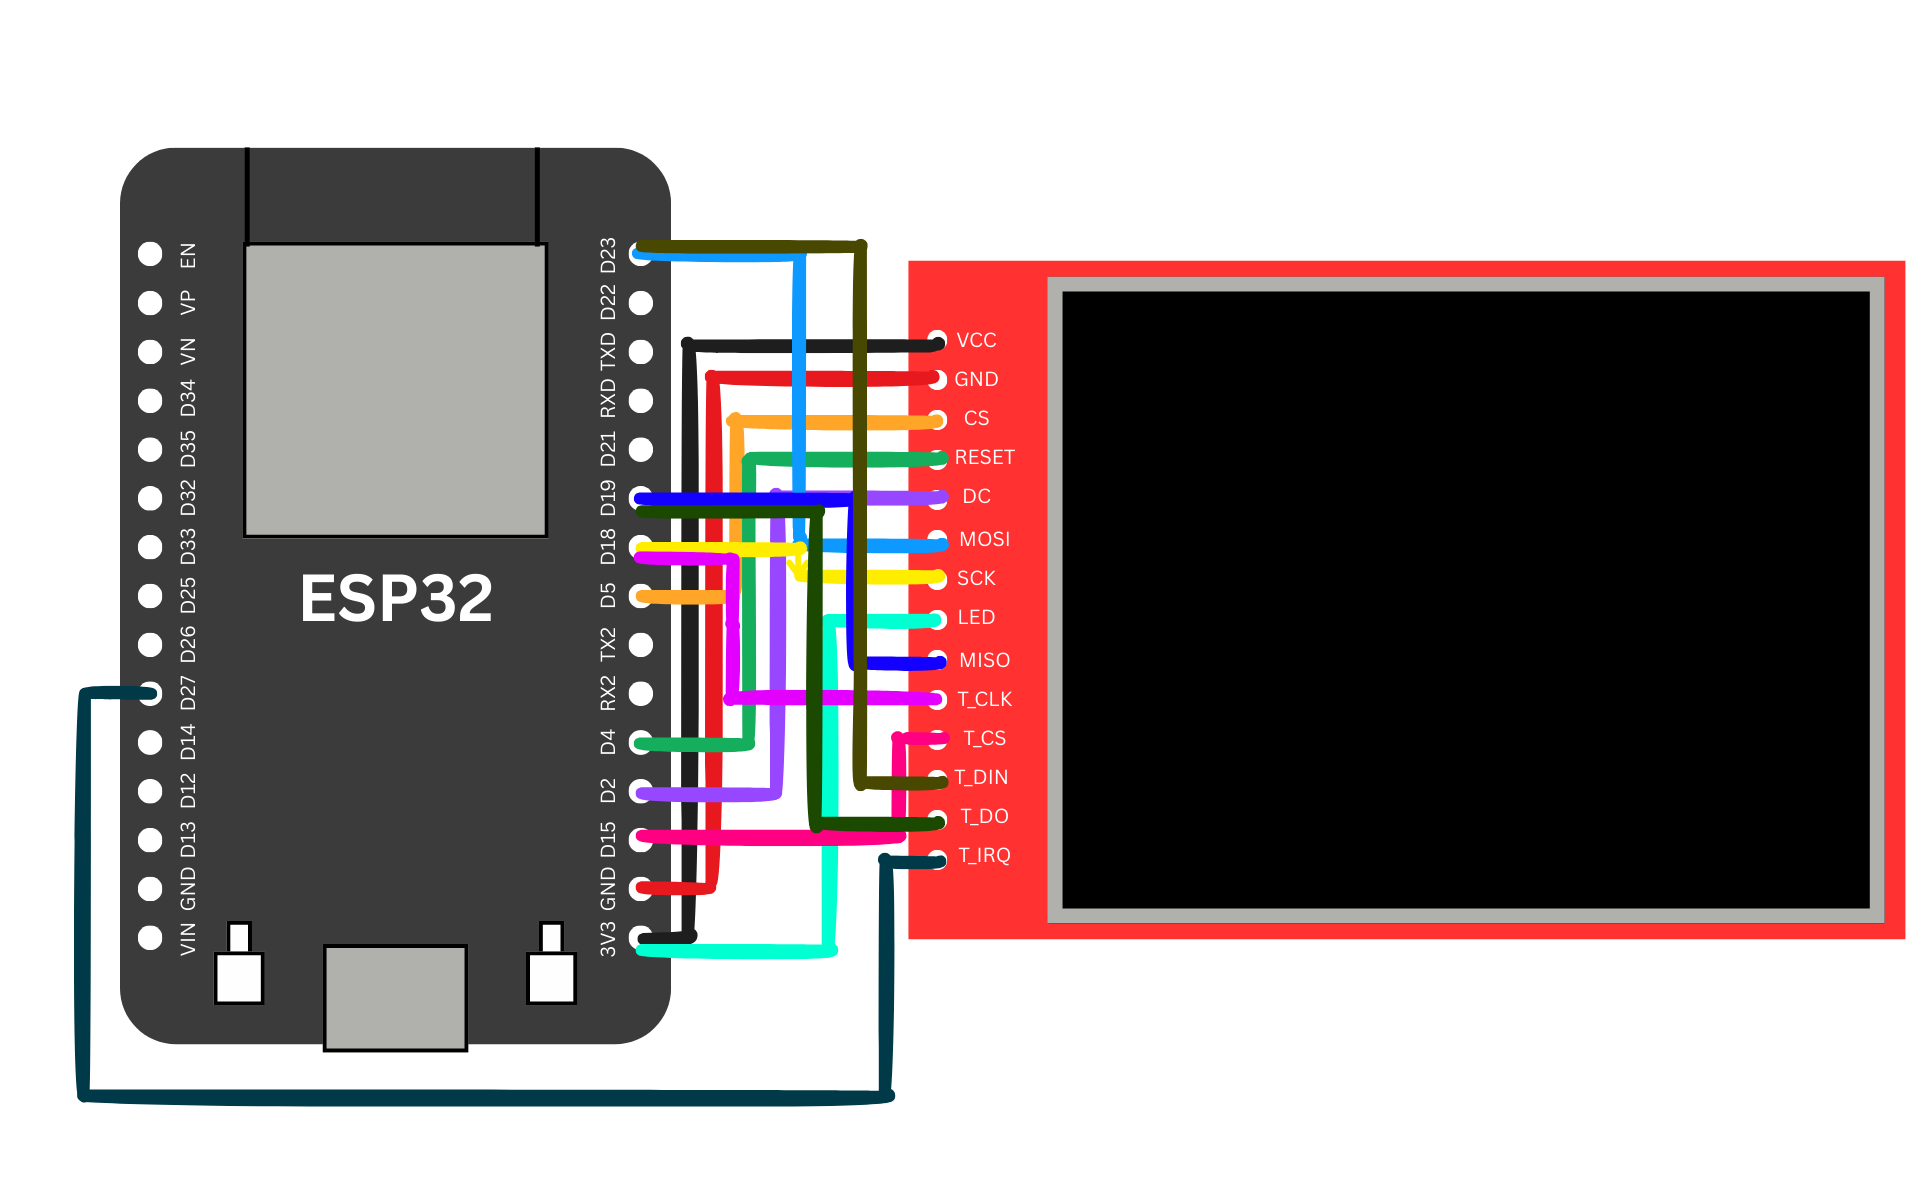 EN
VP
VN
D34
D35
D32
D33
D25
D26
D27
D14
D12
D13
GND
VIN
ESP32
D23
D22
TXD
RXD
D21
D19
D18
D5
TX2
RX2
D4
D2
D15
GND
3V3
VCC
GND
CS
RESET
DC
MOSI
SCK
LED
MISO
T_CLK
T_CS
T_DIN
T_DO
T_IRQ